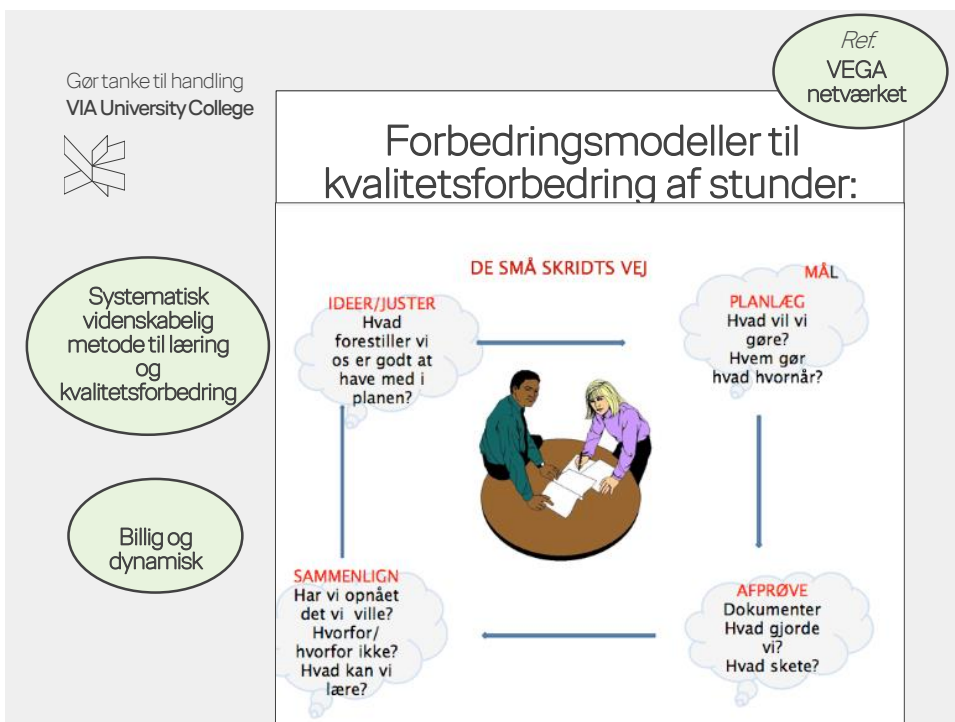 Ref.
VEGA
netværket
Gør tanke til handling
VIA University College
Forbedringsmodeller til
kvalitetsforbedring af stunder:
DE SMÅ SKRIDTS VEJ
MÅL
IDEER/JUSTER
Hvad
forestiller vi
os er godt at
have med i
planen?
PLANLÆG
Hvad vil vi
gøre?
Hvem gør
hvad hvornår?
Systematisk
videnskabelig
metode til læring
og
kvalitetsforbedring
Billig og
dynamisk
SAMMENLIGN
Har vi opnået
det vi ville?
Hvorfor/
hvorfor ikke?
Hvad kan vi
lære?
AFPRØVE
Dokumenter
Hvad gjorde
vi?
Hvad skete?